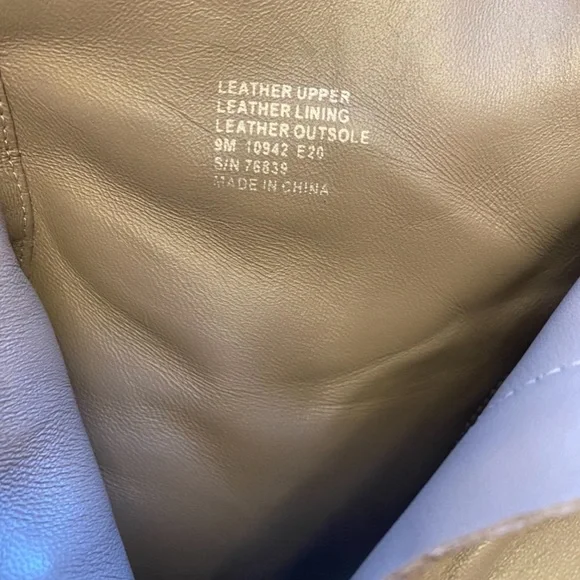 LEATHER UPPER
LEATHER LINING
LEATHER OUTSOLE
9M 10942 E20
S/N 76839
MADE IN CHINA